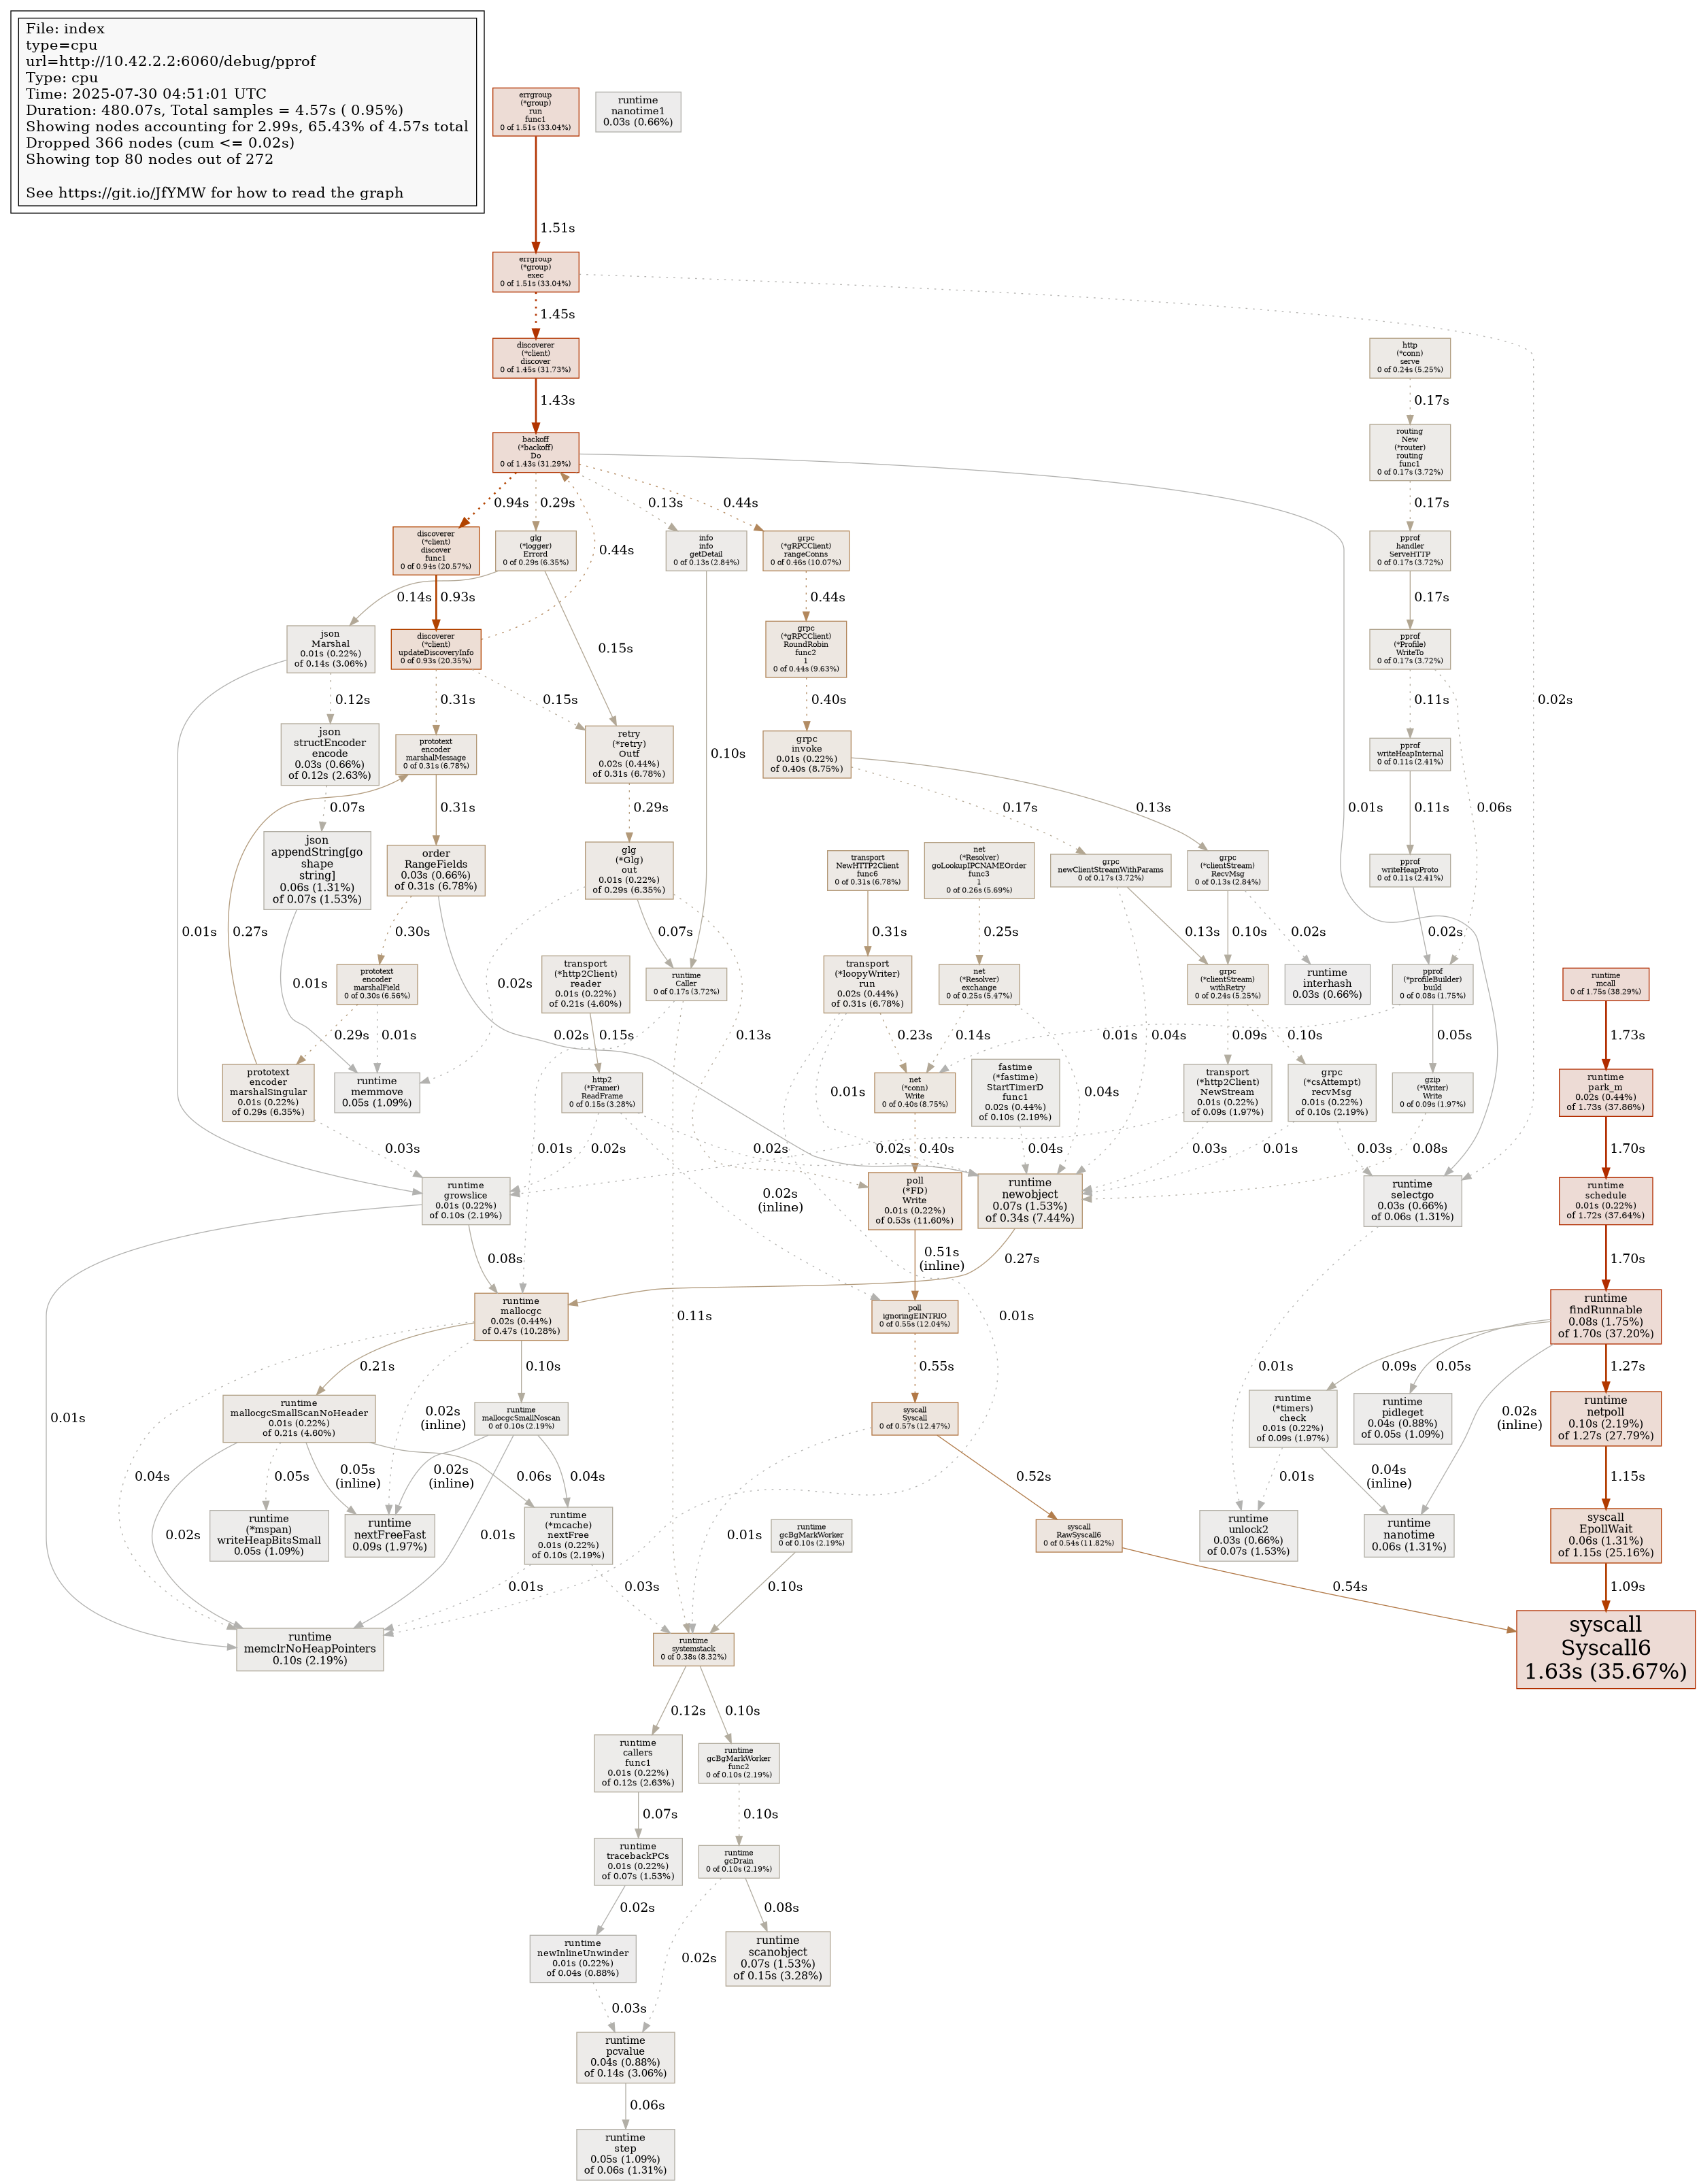 File: index
type=cpu
url=http://10.42.2.2:6060/debug/pprof
Type: cpu
Time: 2025-07-30 04:51:01 UTC
Duration: 480.07s, Total samples = 4.57s ( 0.95%)
Showing nodes accounting for 2.99s, 65.43% of 4.57s total
Dropped 366 nodes (cum <= 0.02s)
Showing top 80 nodes out of 272
See https://git.io/JfYMW for how to read the graph
errgroup
(*group)
run
func1
0 of 1.51s (33.04%)
runtime
nanotime1
0.03s (0.66%)
1.51s
errgroup
(*group)
exec
0 of 1.51s (33.04%)
1.45s
discoverer
(*client)
discover
0 of 1.45s (31.73%)
http
(*conn)
serve
0 of 0.24s (5.25%)
1.43s
0.17s
backoff
(*backoff)
Do
0 of 1.43s (31.29%)
routing
New
(*router)
routing
func1
0 of 0.17s (3.72%)
0.94s
0.29s
0.13s
0.44s
0.17s
discoverer
(*client)
discover
func1
0 of 0.94s (20.57%)
glg
(*logger)
Errord
0 of 0.29s (6.35%)
0.44s
info
info
getDetail
0 of 0.13s (2.84%)
grpc
(*gRPCClient)
rangeConns
0 of 0.46s (10.07%)
pprof
handler
ServeHTTP
0 of 0.17s (3.72%)
0.14s
0.93s
0.44s
0.17s
json
Marshal
0.01s (0.22%)
of 0.14s (3.06%)
discoverer
(*client)
updateDiscoveryInfo
0 of 0.93s (20.35%)
0.15s
grpc
(*gRPCClient)
RoundRobin
func2
1
0 of 0.44s (9.63%)
pprof
(*Profile)
WriteTo
0 of 0.17s (3.72%)
0.12s
0.31s
0.15s
0.40s
0.11s
0.02s
json
structEncoder
encode
0.03s (0.66%)
of 0.12s (2.63%)
prototext
encoder
marshalMessage
0 of 0.31s (6.78%)
retry
(*retry)
Outf
0.02s (0.44%)
of 0.31s (6.78%)
0.10s
grpc
invoke
0.01s (0.22%)
of 0.40s (8.75%)
pprof
writeHeapInternal
0 of 0.11s (2.41%)
0.07s
0.31s
0.29s
0.17s
0.13s
0.01s
0.11s
0.06s
json
appendString[go
shape
string]
0.06s (1.31%)
of 0.07s (1.53%)
order
RangeFields
0.03s (0.66%)
of 0.31s (6.78%)
glg
(*Glg)
out
0.01s (0.22%)
of 0.29s (6.35%)
transport
NewHTTP2Client
func6
0 of 0.31s (6.78%)
net
(*Resolver)
goLookupIPCNAMEOrder
func3
1
0 of 0.26s (5.69%)
grpc
newClientStreamWithParams
0 of 0.17s (3.72%)
grpc
(*clientStream)
RecvMsg
0 of 0.13s (2.84%)
pprof
writeHeapProto
0 of 0.11s (2.41%)
0.01s
0.27s
0.30s
0.07s
0.31s
0.25s
0.13s
0.10s
0.02s
0.02s
0.01s
prototext
encoder
marshalField
0 of 0.30s (6.56%)
0.02s
transport
(*http2Client)
reader
0.01s (0.22%)
of 0.21s (4.60%)
runtime
Caller
0 of 0.17s (3.72%)
transport
(*loopyWriter)
run
0.02s (0.44%)
of 0.31s (6.78%)
net
(*Resolver)
exchange
0 of 0.25s (5.47%)
grpc
(*clientStream)
withRetry
0 of 0.24s (5.25%)
runtime
interhash
0.03s (0.66%)
pprof
(*profileBuilder)
build
0 of 0.08s (1.75%)
runtime
mcall
0 of 1.75s (38.29%)
0.29s
0.01s
0.02s
0.15s
0.13s
0.23s
0.14s
0.01s
0.04s
0.09s
0.10s
0.05s
1.73s
prototext
encoder
marshalSingular
0.01s (0.22%)
of 0.29s (6.35%)
runtime
memmove
0.05s (1.09%)
http2
(*Framer)
ReadFrame
0 of 0.15s (3.28%)
0.01s
net
(*conn)
Write
0 of 0.40s (8.75%)
fastime
(*fastime)
StartTimerD
func1
0.02s (0.44%)
of 0.10s (2.19%)
0.04s
transport
(*http2Client)
NewStream
0.01s (0.22%)
of 0.09s (1.97%)
grpc
(*csAttempt)
recvMsg
0.01s (0.22%)
of 0.10s (2.19%)
gzip
(*Writer)
Write
0 of 0.09s (1.97%)
runtime
park_m
0.02s (0.44%)
of 1.73s (37.86%)
0.03s
0.01s
0.02s
0.02s
0.02s
0.40s
0.04s
0.03s
0.01s
0.03s
0.08s
1.70s
runtime
growslice
0.01s (0.22%)
of 0.10s (2.19%)
0.02s
(inline)
poll
(*FD)
Write
0.01s (0.22%)
of 0.53s (11.60%)
runtime
newobject
0.07s (1.53%)
of 0.34s (7.44%)
runtime
selectgo
0.03s (0.66%)
of 0.06s (1.31%)
runtime
schedule
0.01s (0.22%)
of 1.72s (37.64%)
0.08s
0.51s
(inline)
0.27s
1.70s
runtime
mallocgc
0.02s (0.44%)
of 0.47s (10.28%)
0.11s
poll
ignoringEINTRIO
0 of 0.55s (12.04%)
0.01s
runtime
findRunnable
0.08s (1.75%)
of 1.70s (37.20%)
0.21s
0.10s
0.55s
0.01s
0.09s
0.05s
1.27s
0.01s
runtime
mallocgcSmallScanNoHeader
0.01s (0.22%)
of 0.21s (4.60%)
0.02s
(inline)
runtime
mallocgcSmallNoscan
0 of 0.10s (2.19%)
syscall
Syscall
0 of 0.57s (12.47%)
runtime
(*timers)
check
0.01s (0.22%)
of 0.09s (1.97%)
runtime
pidleget
0.04s (0.88%)
of 0.05s (1.09%)
0.02s
(inline)
runtime
netpoll
0.10s (2.19%)
of 1.27s (27.79%)
0.04s
0.05s
0.05s
(inline)
0.02s
(inline)
0.06s
0.04s
0.52s
0.01s
0.04s
(inline)
1.15s
0.02s
runtime
(*mspan)
writeHeapBitsSmall
0.05s (1.09%)
runtime
nextFreeFast
0.09s (1.97%)
0.01s
runtime
(*mcache)
nextFree
0.01s (0.22%)
of 0.10s (2.19%)
0.01s
runtime
gcBgMarkWorker
0 of 0.10s (2.19%)
syscall
RawSyscall6
0 of 0.54s (11.82%)
runtime
unlock2
0.03s (0.66%)
of 0.07s (1.53%)
runtime
nanotime
0.06s (1.31%)
syscall
EpollWait
0.06s (1.31%)
of 1.15s (25.16%)
0.01s
0.03s
0.10s
0.54s
1.09s
runtime
memclrNoHeapPointers
0.10s (2.19%)
runtime
systemstack
0 of 0.38s (8.32%)
syscall
Syscall6
1.63s (35.67%)
0.12s
0.10s
runtime
callers
func1
0.01s (0.22%)
of 0.12s (2.63%)
runtime
gcBgMarkWorker
func2
0 of 0.10s (2.19%)
0.07s
0.10s
runtime
tracebackPCs
0.01s (0.22%)
of 0.07s (1.53%)
runtime
gcDrain
0 of 0.10s (2.19%)
0.02s
0.08s
runtime
newInlineUnwinder
0.01s (0.22%)
of 0.04s (0.88%)
0.02s
runtime
scanobject
0.07s (1.53%)
of 0.15s (3.28%)
0.03s
runtime
pcvalue
0.04s (0.88%)
of 0.14s (3.06%)
0.06s
runtime
step
0.05s (1.09%)
of 0.06s (1.31%)